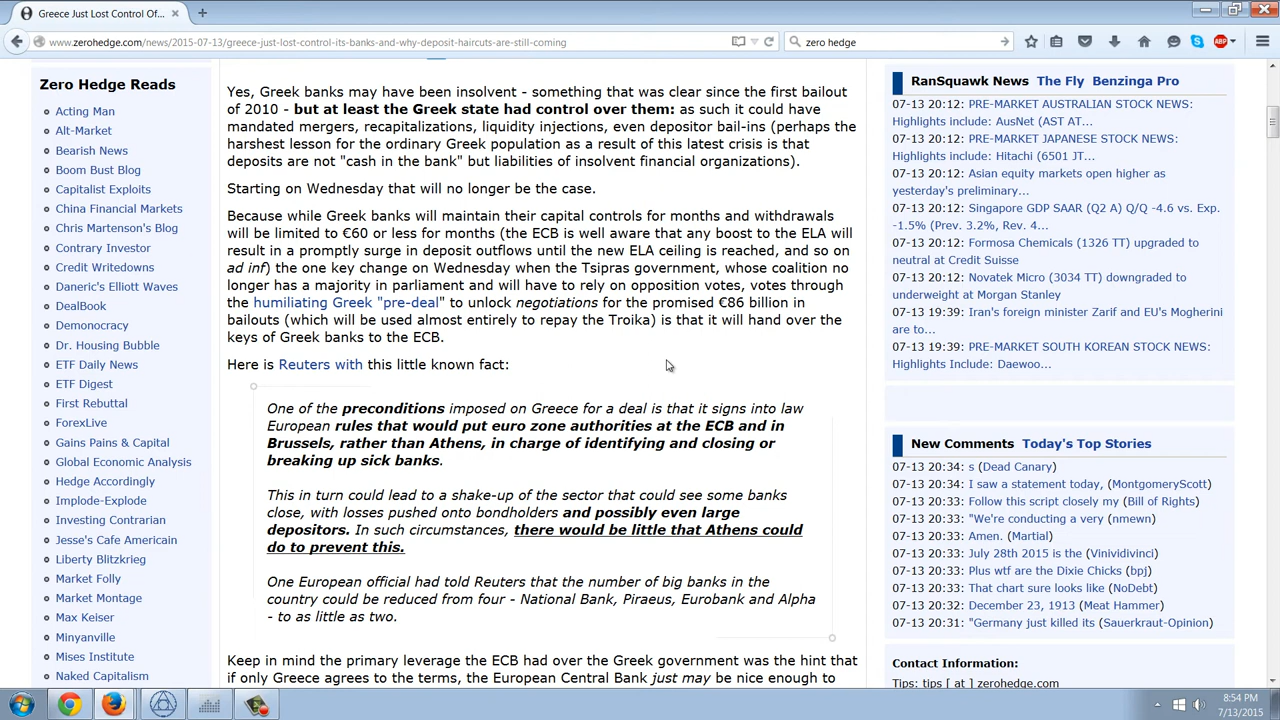 Greece Just Lost Control Of...
www.zerohedge.com/news/2015-07-13/greece-just-lost-control-its-banks-and-why-deposit-haircuts-are-still-coming
zero hedge
ABP
Zero Hedge Reads
Acting Man
Alt-Market
Bearish News
Boom Bust Blog
Capitalist Exploits
China Financial Markets
Chris Martenson's Blog
Contrary Investor
Credit Writedowns
Daneric's Elliott Waves
DealBook
Demonocracy
Dr. Housing Bubble
ETF Daily News
ETF Digest
First Rebuttal
ForexLive
Gains Pains & Capital
Global Economic Analysis
Hedge Accordingly
Implode-Explode
Investing Contrarian
Jesse's Cafe Americain
Liberty Blitzkrieg
Market Folly
Market Montage
Max Keiser
Minyanville
Mises Institute
Naked Capitalism
Yes, Greek banks may have been insolvent - something that was clear since the first bailout
of 2010 - but at least the Greek state had control over them: as such it could have
mandated mergers, recapitalizations, liquidity injections, even depositor bail-ins (perhaps the
harshest lesson for the ordinary Greek population as a result of this latest crisis is that
deposits are not "cash in the bank" but liabilities of insolvent financial organizations).
Starting on Wednesday that will no longer be the case.
Because while Greek banks will maintain their capital controls for months and withdrawals
will be limited to €60 or less for months (the ECB is well aware that any boost to the ELA will
result in a promptly surge in deposit outflows until the new ELA ceiling is reached, and so on
ad inf) the one key change on Wednesday when the Tsipras government, whose coalition no
longer has a majority in parliament and will have to rely on opposition votes, votes through
the humiliating Greek "pre-deal" to unlock negotiations for the promised €86 billion in
bailouts (which will be used almost entirely to repay the Troika) is that it will hand over the
keys of Greek banks to the ECB.
Here is Reuters with this little known fact:
One of the preconditions imposed on Greece for a deal is that it signs into law
European rules that would put euro zone authorities at the ECB and in
Brussels, rather than Athens, in charge of identifying and closing or
breaking up sick banks.
This in turn could lead to a shake-up of the sector that could see some banks
close, with losses pushed onto bondholders and possibly even large
depositors. In such circumstances, there would be little that Athens could
do to prevent this.
One European official had told Reuters that the number of big banks in the
country could be reduced from four - National Bank, Piraeus, Eurobank and Alpha
- to as little as two.
Keep in mind the primary leverage the ECB had over the Greek government was the hint that
if only Greece agrees to the terms, the European Central Bank just may be nice enough to
RanSquawk News The Fly Benzinga Pro
07-13 20:12: PRE-MARKET AUSTRALIAN STOCK NEWS:
Highlights include: AusNet (AST AT...
07-13 20:12: PRE-MARKET JAPANESE STOCK NEWS:
Highlights include: Hitachi (6501 JT...
07-13 20:12: Asian equity markets open higher as
yesterday's preliminary...
07-13 20:12: Singapore GDP SAAR (Q2 A) Q/Q -4.6 vs. Exp.
-1.5% (Prev. 3.2%, Rev. 4...
07-13 20:12: Formosa Chemicals (1326 TT) upgraded to
neutral at Credit Suisse
07-13 20:12: Novatek Micro (3034 TT) downgraded to
underweight at Morgan Stanley
07-13 19:39: Iran's foreign minister Zarif and EU's Mogherini
are to...
07-13 19:39: PRE-MARKET SOUTH KOREAN STOCK NEWS:
Highlights Include: Daewoo...
New Comments Today's Top Stories
07-13 20:34: s (Dead Canary)
07-13 20:34: I saw a statement today, (MontgomeryScott)
07-13 20:33: Follow this script closely my (Bill of Rights)
07-13 20:33: "We're conducting a very (nmewn)
07-13 20:33: Amen. (Martial)
07-13 20:33: July 28th 2015 is the (Vinividivinci)
07-13 20:33: Plus wtf are the Dixie Chicks (bpj)
07-13 20:33: That chart sure looks like (NoDebt)
07-13 20:32: December 23, 1913 (Meat Hammer)
07-13 20:31: "Germany just killed its (Sauerkraut-Opinion)
Contact Information:
Tips: tips [ at ] zerohedge.com
8:54 PM
7/13/2015